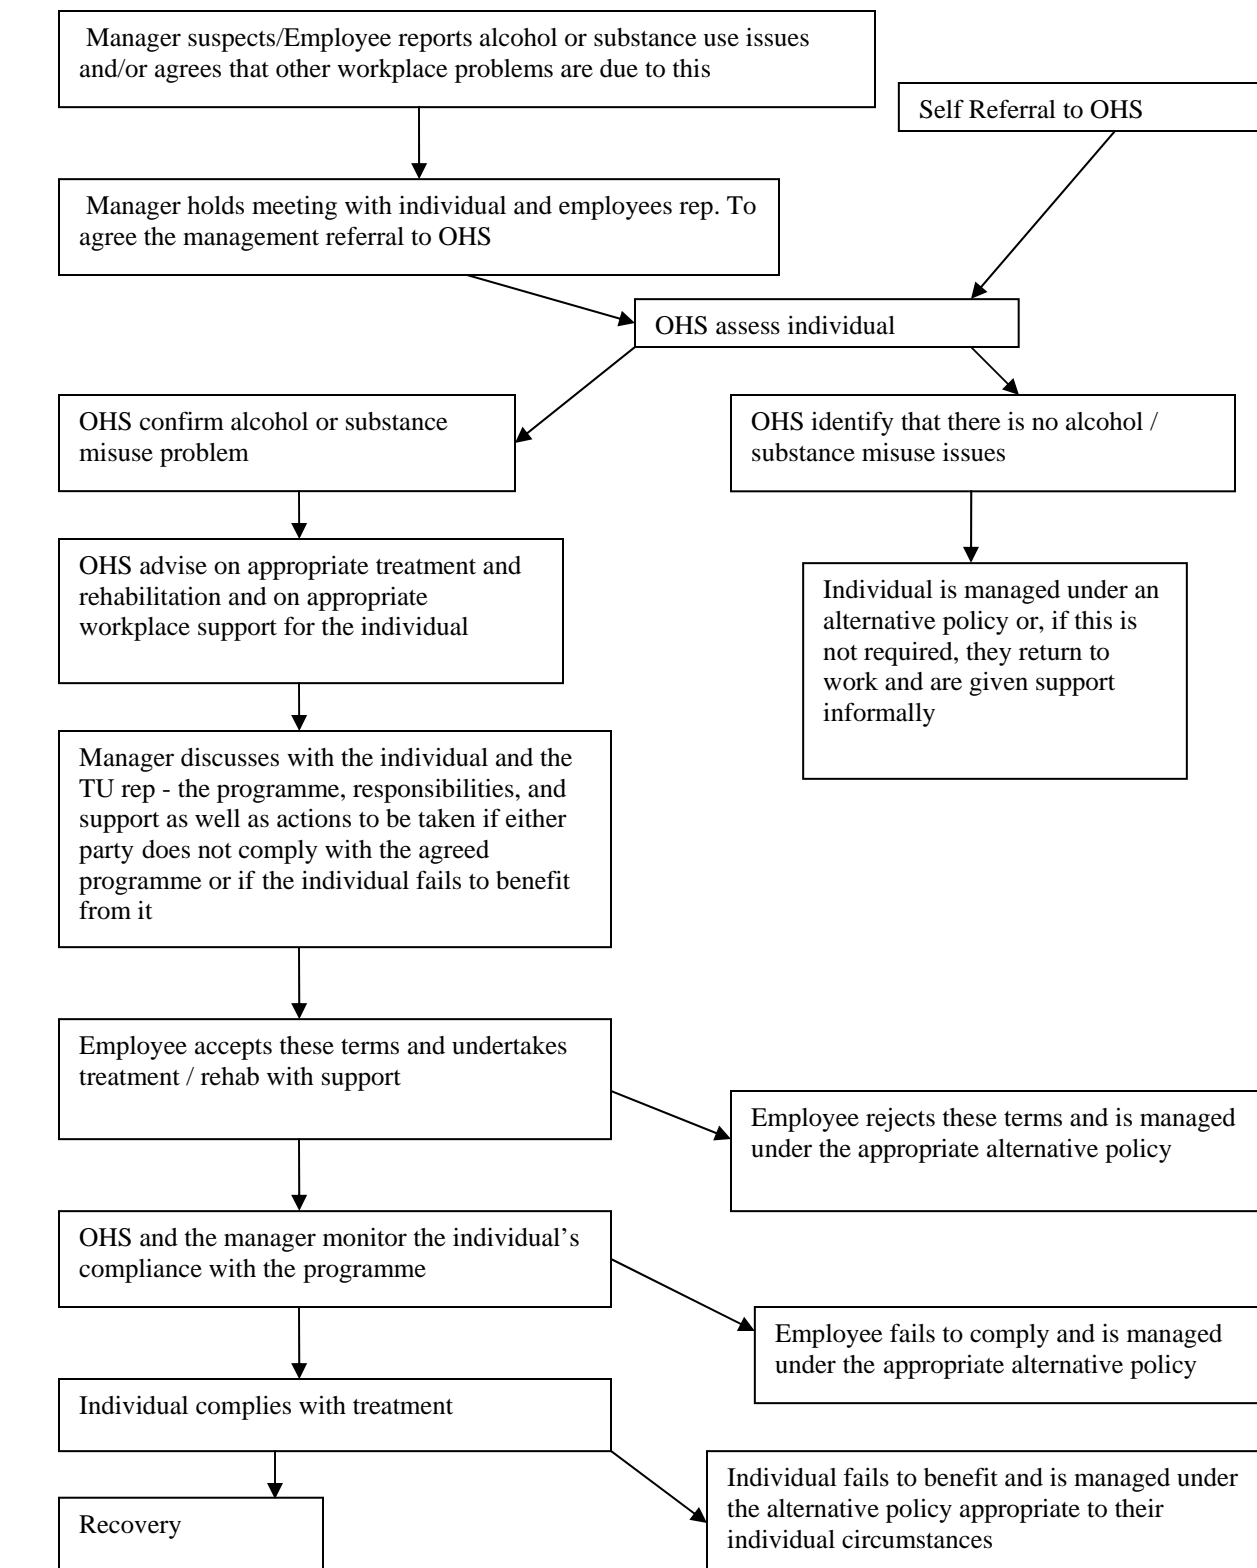 Manager suspects/Employee reports alcohol or substance use issues
and/or agrees that other workplace problems are due to this
Self Referral to OHS
Manager holds meeting with individual and employees rep. To
agree the management referral to OHS
OHS assess individual
OHS confirm alcohol or substance
misuse problem
OHS identify that there is no alcohol /
substance misuse issues
OHS advise on appropriate treatment and
rehabilitation and on appropriate
workplace support for the individual
Individual is managed under an
alternative policy or, if this is
not required, they return to
work and are given support
informally
Manager discusses with the individual and the
TU rep - the programme, responsibilities, and
support as well as actions to be taken if either
party does not comply with the agreed
programme or if the individual fails to benefit
from it
Employee accepts these terms and undertakes
treatment / rehab with support
Employee rejects these terms and is managed
under the appropriate alternative policy
OHS and the manager monitor the individual’s
compliance with the programme
Employee fails to comply and is managed
under the appropriate alternative policy
Individual complies with treatment
Individual fails to benefit and is managed under
the alternative policy appropriate to their
individual circumstances
Recovery